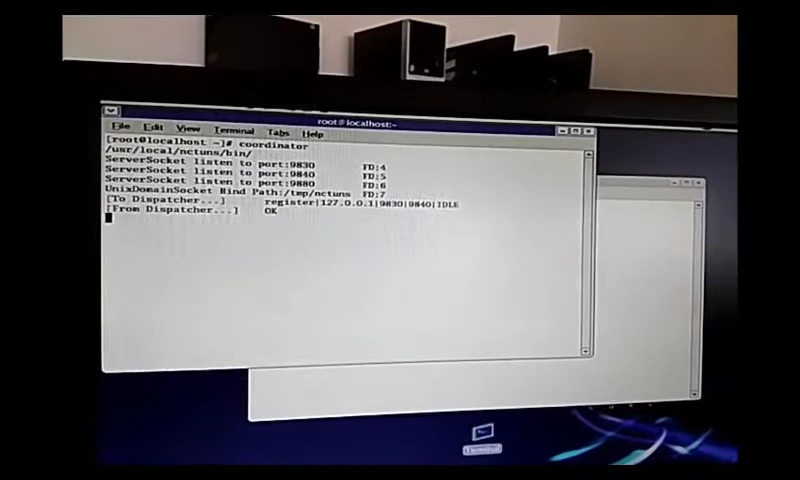 root@localhost:~
File Edit View Terminal Tabs Help
[root@localhost ~]# coordinator
/usr/local/nctuns/bin/
ServerSocket listen to port:9830 FD:4
ServerSocket listen to port:9840 FD:5
ServerSocket listen to port:9880 FD:6
UnixDomainSocket Bind Path:/tmp/nctuns FD:7
[To Dispatcher...] register|127.0.0.1|9830|9840|IDLE
[From Dispatcher...] OK
Terminal